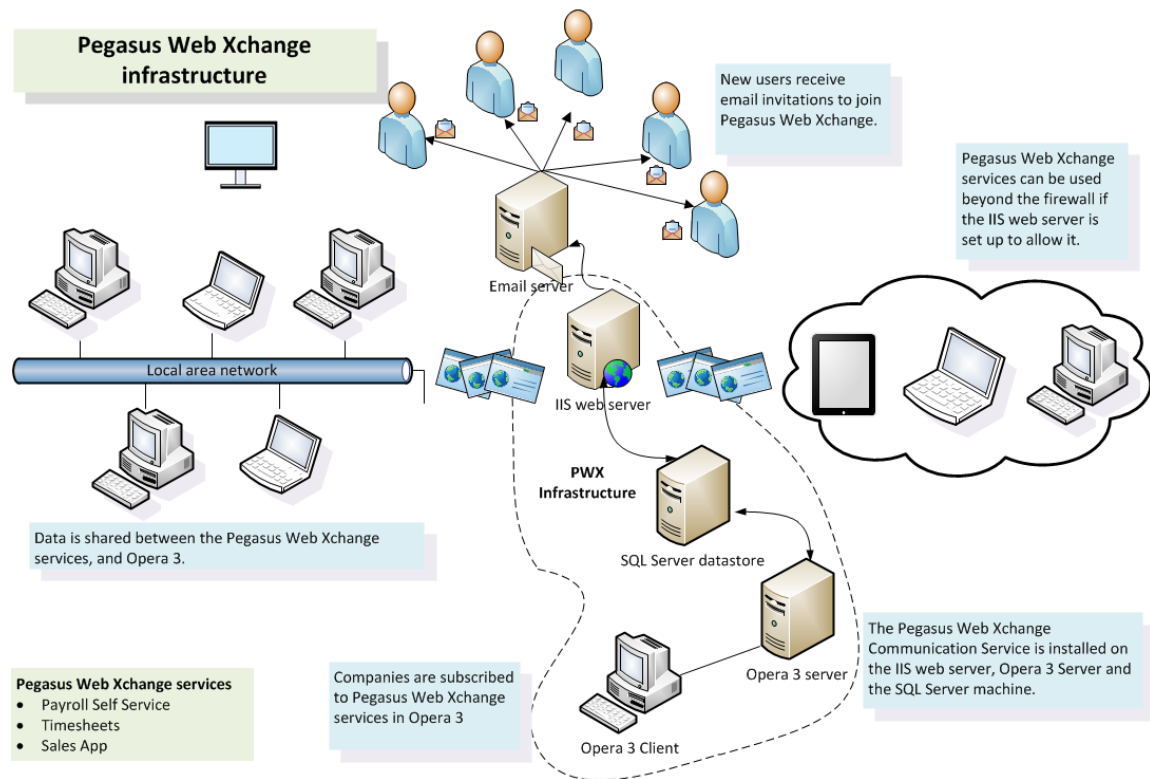 Pegasus Web Xchange
infrastructure
New users receive
email invitations to join
Pegasus Web Xchange.
Pegasus Web Xchange
services can be used
beyond the firewall if
the IIS web server is
set up to allow it.
Email server
Local area network
IIS web server
PWX
Infrastructure
Data is shared between the Pegasus Web Xchange
services, and Opera 3.
SQL Server datastore
Opera 3 server
The Pegasus Web Xchange
Communication Service is installed on
the IIS web server, Opera 3 Server and
the SQL Server machine.
Pegasus Web Xchange services
• Payroll Self Service
• Timesheets
• Sales App
Companies are subscribed
to Pegasus Web Xchange
services in Opera 3
Opera 3 Client